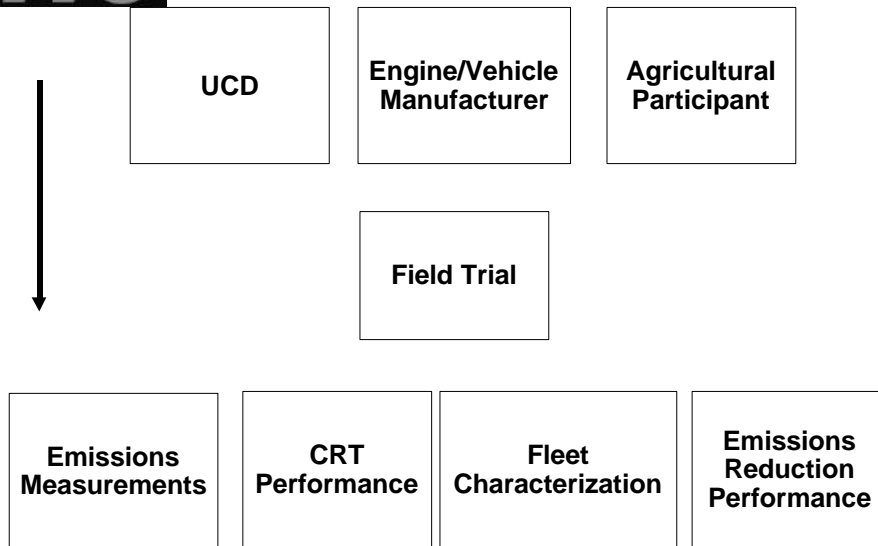 UCD
Engine/Vehicle
Manufacturer
Agricultural
Participant
Field Trial
Emissions
Measurements
CRT
Performance
Fleet
Characterization
Emissions
Reduction
Performance